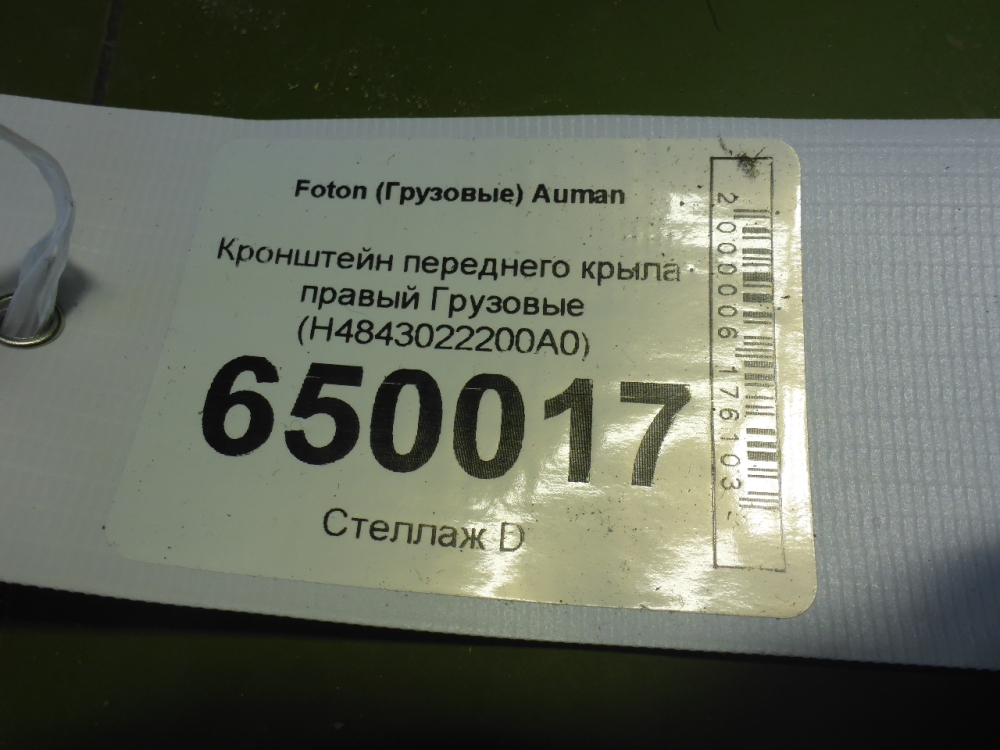 Foton (Грузовые) Auman
Кронштейн переднего крыла
правый Грузовые
(H4843022200A0)
650017
Стеллаж D
2000006176103